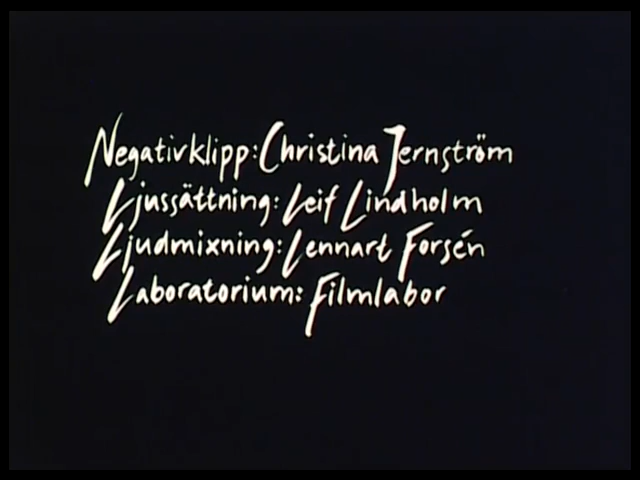 Negativklipp: Christina Jernström
Ljussättning: Leif Lindholm
Ljudmixning: Lennart Forsén
Laboratorium: Filmlabor